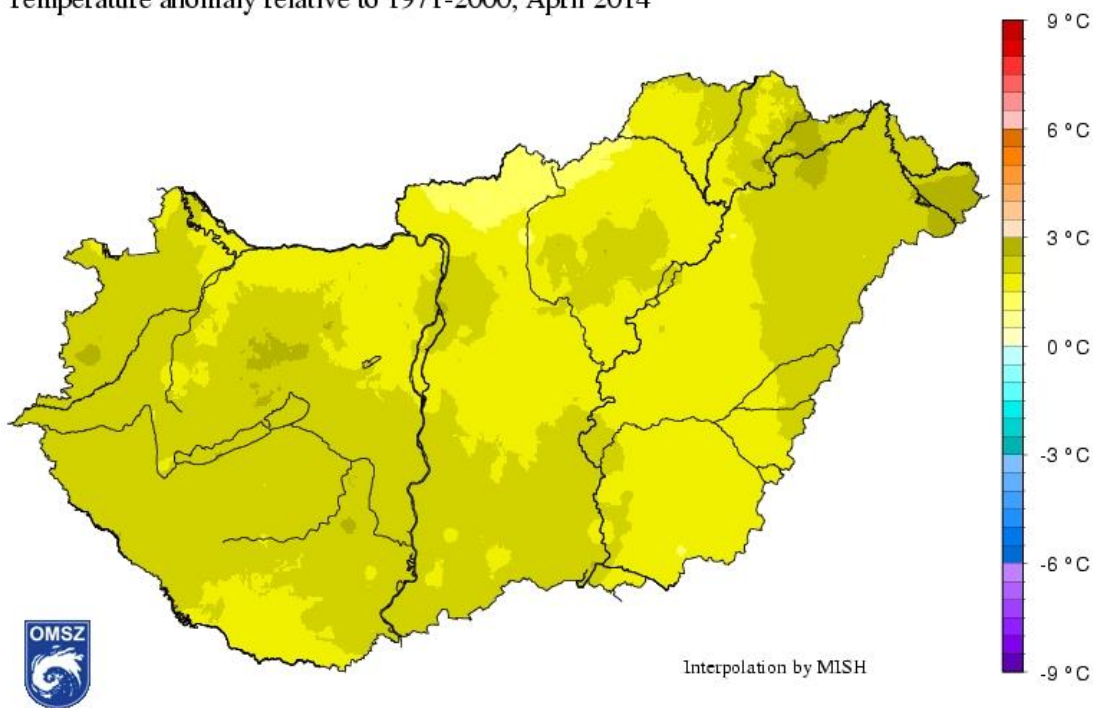 Temperature anomaly relative to 1971-2000, April 2014
9 °C
6 °C
3 °C
0 °C
-3 °C
-6 °C
-9 °C
OMSZ
Interpolation by MISH